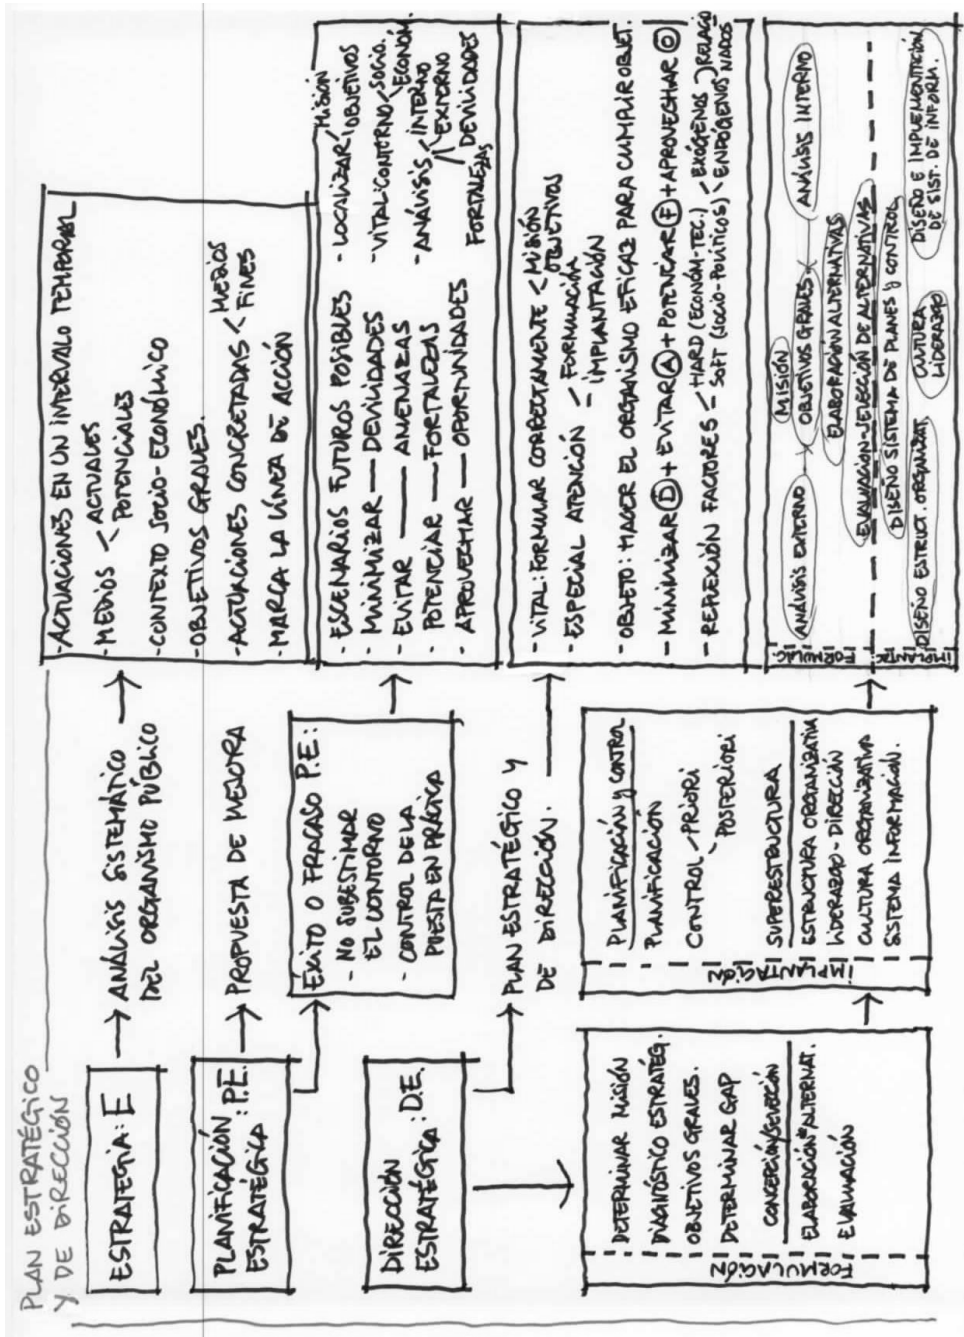 PLAN ESTRATÉGICO
Y DE DIRECCIÓN
ESTRATEGIA: E
ANÁLISIS SISTEMÁTICO
DEL ORGANISMO PÚBLICO
- ACTUACIONES EN UN INTERVALO TEMPORAL
- MEDIOS < ACTUALES
POTENCIALES
- CONTEXTO SOCIO-ECONÓMICO
- OBJETIVOS GRALES.
- ACTUACIONES CONCRETADAS < MEDIOS
FINES
- MARCA LA LÍNEA DE ACCIÓN
PLANIFICACIÓN
ESTRATÉGICA: P.E.
PROPUESTA DE MEJORA
ÉXITO O FRACASO P.E.:
- NO SUBESTIMAR
EL CONTORNO
- CONTROL DE LA
PUESTA EN PRÁCTICA
- ESCENARIOS FUTUROS POSIBLES
- MINIMIZAR — DEVILIDADES
EVITAR — AMENAZAS
POTENCIAR — FORTALEZAS
APROVECHAR — OPORTUNIDADES
- LOCALIZAR MISIÓN
OBJETIVOS
- VITAL: CONTORNO SOCIO.
ECONÓM
- ANÁLISIS INTERNO
EXTERNO
DEVILIDADES
FORTALEZAS
DIRECCIÓN
ESTRATÉGICA: D.E.
PLAN ESTRATÉGICO Y
DE DIRECCIÓN.
- VITAL: FORMULAR CORRECTAMENTE < MISIÓN
OBJETIVOS
- ESPECIAL ATENCIÓN - FORMULACIÓN
- IMPLANTACIÓN
- OBJETO: HACER EL ORGANISMO EFICAZ PARA CUMPLIR OBJET.
- MINIMIZAR D + EVITAR A + POTENCIAR F + APROVECHAR O
- REFLEXIÓN FACTORES - HARD (ECONÓM-TEC.) < EXÓGENOS RELACIO
- SOFT (SOCIO-POLÍTICOS) < ENDÓGENOS NADOS
FORMULACIÓN
DETERMINAR MISIÓN
DIAGNÓSTICO ESTRATÉG.
OBJETIVOS GRALES.
DETERMINAR GAP
CONCEPCIÓN/SELECCIÓN
ELABORACIÓN ALTERNAT.
EVALUACIÓN
IMPLANTACIÓN
PLANIFICACIÓN Y CONTROL
PLANIFICACIÓN
CONTROL - PRIORI
- POSTERIORI
SUPERESTRUCTURA
ESTRUCTURA ORGANIZATIVA
LIDERAZGO - DIRECCIÓN
CULTURA ORGANIZATIVA
SISTEMA INFORMACIÓN.
FORMULAC
MISIÓN
ANÁLISIS EXTERNO
OBJETIVOS GRALES
ANÁLISIS INTERNO
ELABORACIÓN ALTERNATIVAS
EVALUACIÓN-SELECCIÓN DE ALTERNATIVAS
IMPLANTA
DISEÑO SISTEMA DE PLANES Y CONTROL
DISEÑO ESTRUCT. ORGANIZAT.
CULTURA
LIDERAZGO
DISEÑO E IMPLEMENTACIÓN
DE SIST. DE INFORM.